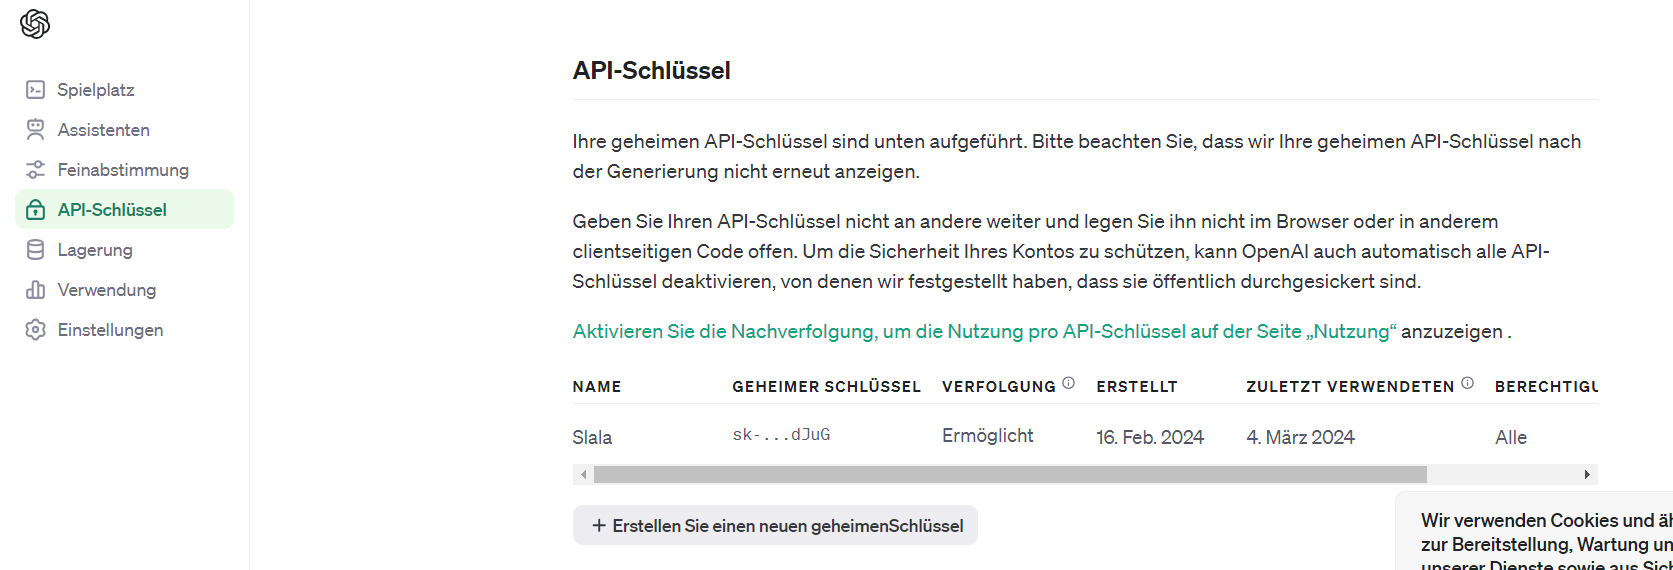 Spielplatz
Assistenten
Feinabstimmung
API-Schlüssel
Lagerung
Verwendung
Einstellungen
API-Schlüssel
Ihre geheimen API-Schlüssel sind unten aufgeführt. Bitte beachten Sie, dass wir Ihre geheimen API-Schlüssel nach
der Generierung nicht erneut anzeigen.
Geben Sie Ihren API-Schlüssel nicht an andere weiter und legen Sie ihn nicht im Browser oder in anderem
clientseitigen Code offen. Um die Sicherheit Ihres Kontos zu schützen, kann OpenAI auch automatisch alle API-
Schlüssel deaktivieren, von denen wir festgestellt haben, dass sie öffentlich durchgesickert sind.
Aktivieren Sie die Nachverfolgung, um die Nutzung pro API-Schlüssel auf der Seite „Nutzung“ anzuzeigen .
NAME GEHEIMER SCHLÜSSEL VERFOLGUNG ERSTELLT ZULETZT VERWENDETEN BERECHTIGU
Slala sk-...dJuG Ermöglicht 16. Feb. 2024 4. März 2024 Alle
+ Erstellen Sie einen neuen geheimenSchlüssel
Wir verwenden Cookies und äh
zur Bereitstellung, Wartung un
unserer Dienste sowie aus Sich